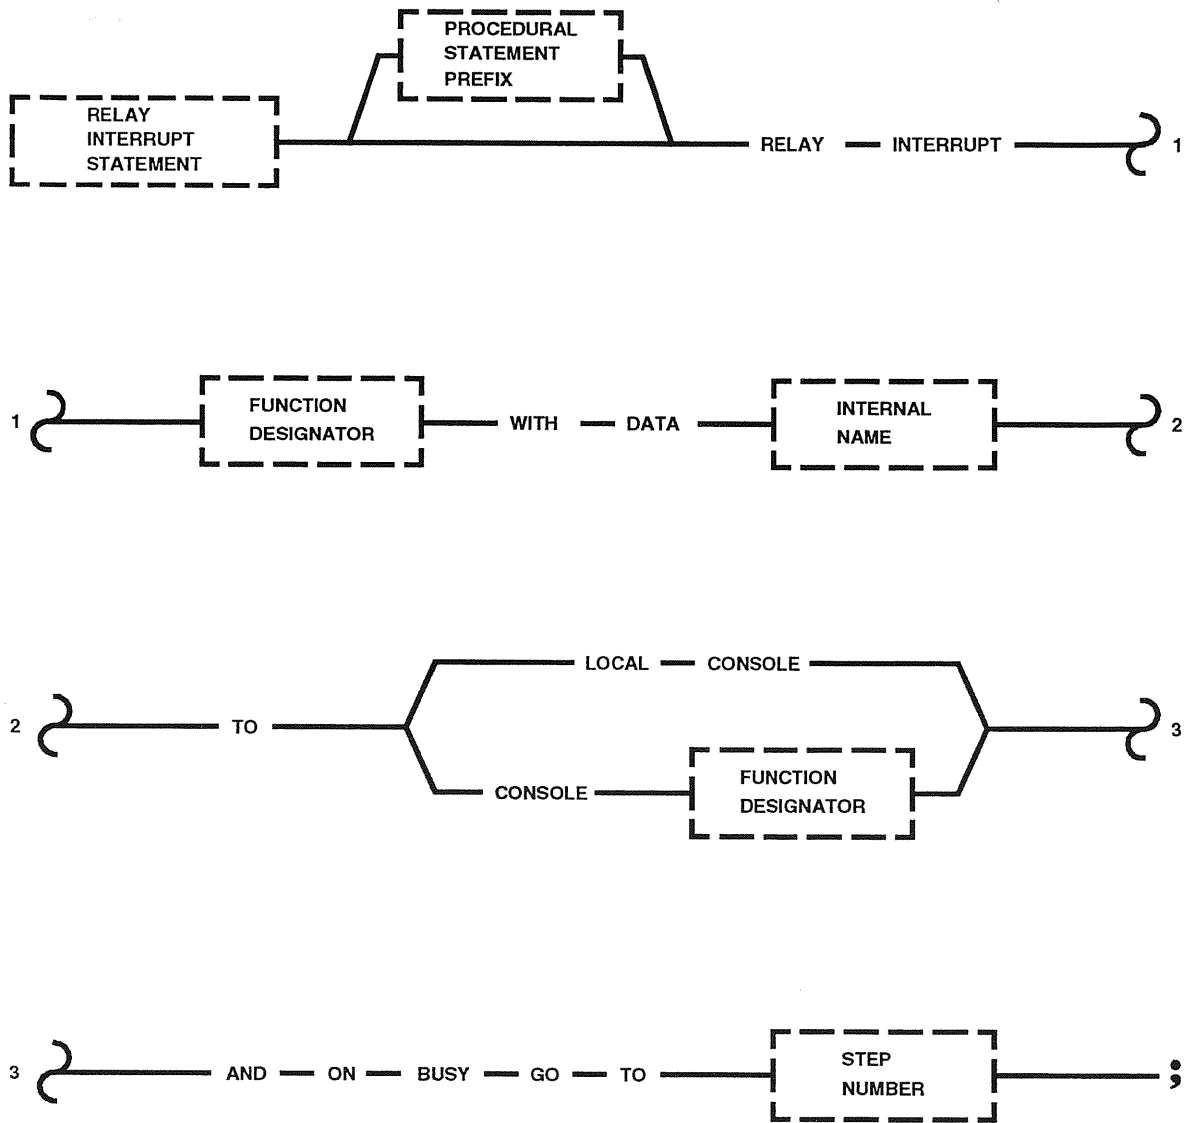 PROCEDURAL
STATEMENT
PREFIX
RELAY
INTERRUPT
STATEMENT
RELAY INTERRUPT 1
1 FUNCTION DESIGNATOR WITH DATA INTERNAL NAME 2
LOCAL CONSOLE
2 TO 3
CONSOLE FUNCTION DESIGNATOR
3 AND ON BUSY GO TO STEP NUMBER ;